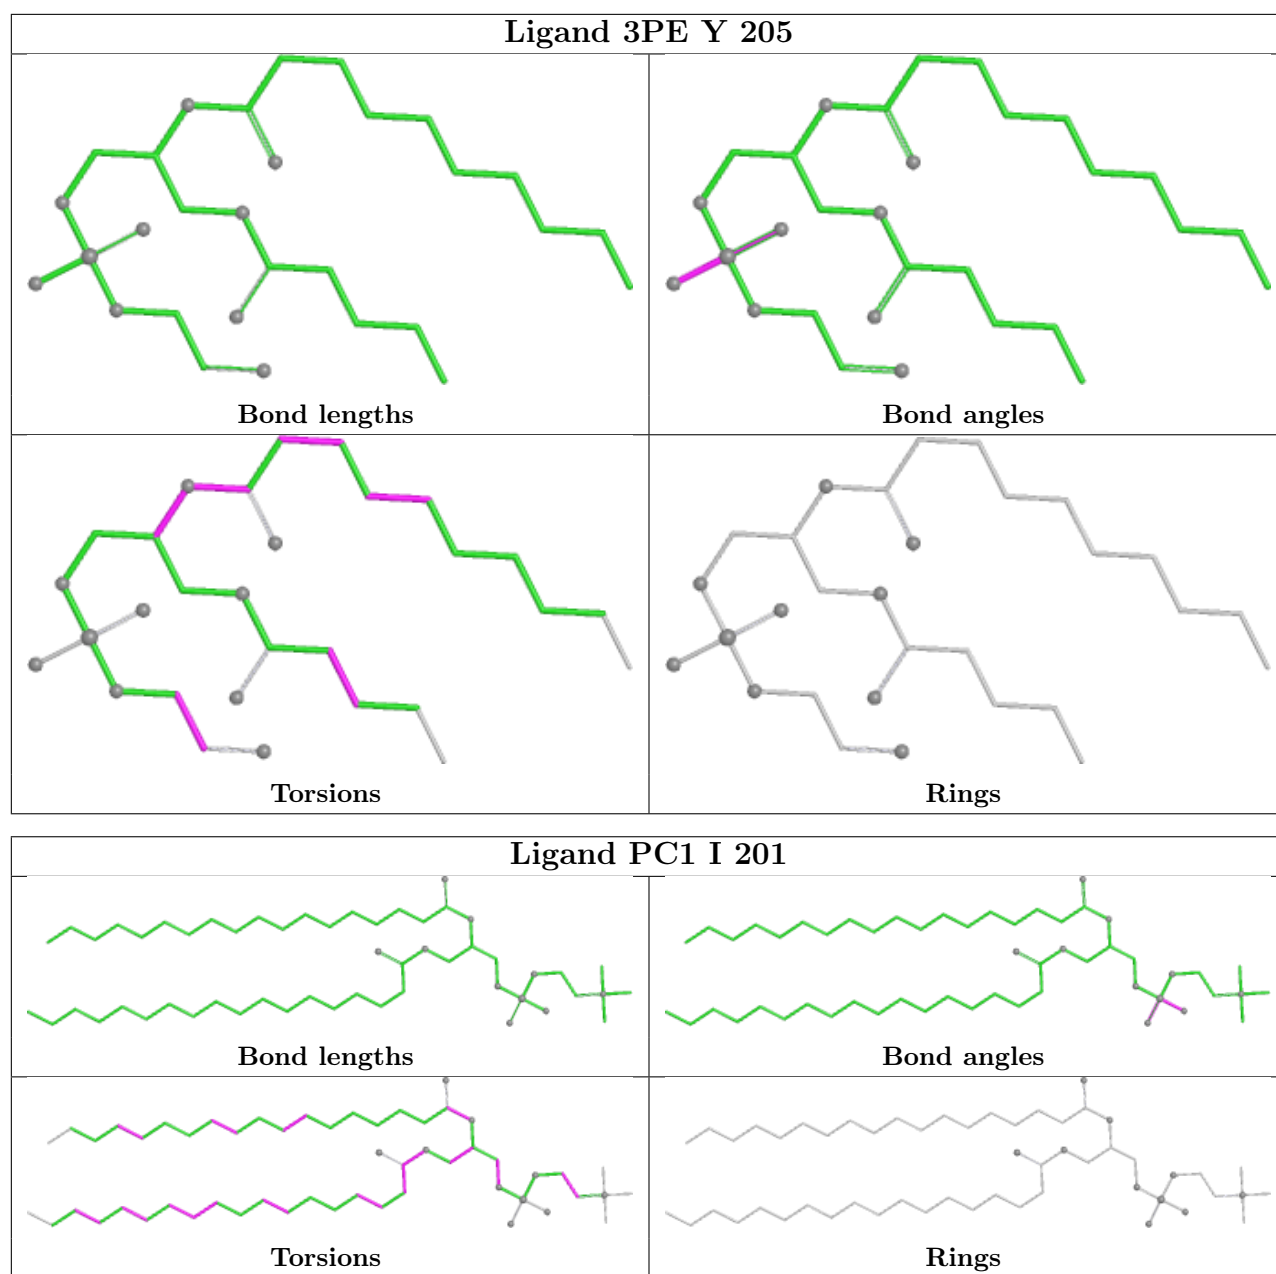 Ligand 3PE Y 205
Bond lengths
Bond angles
Torsions
Rings
Ligand PC1 I 201
Bond lengths
Bond angles
Torsions
Rings